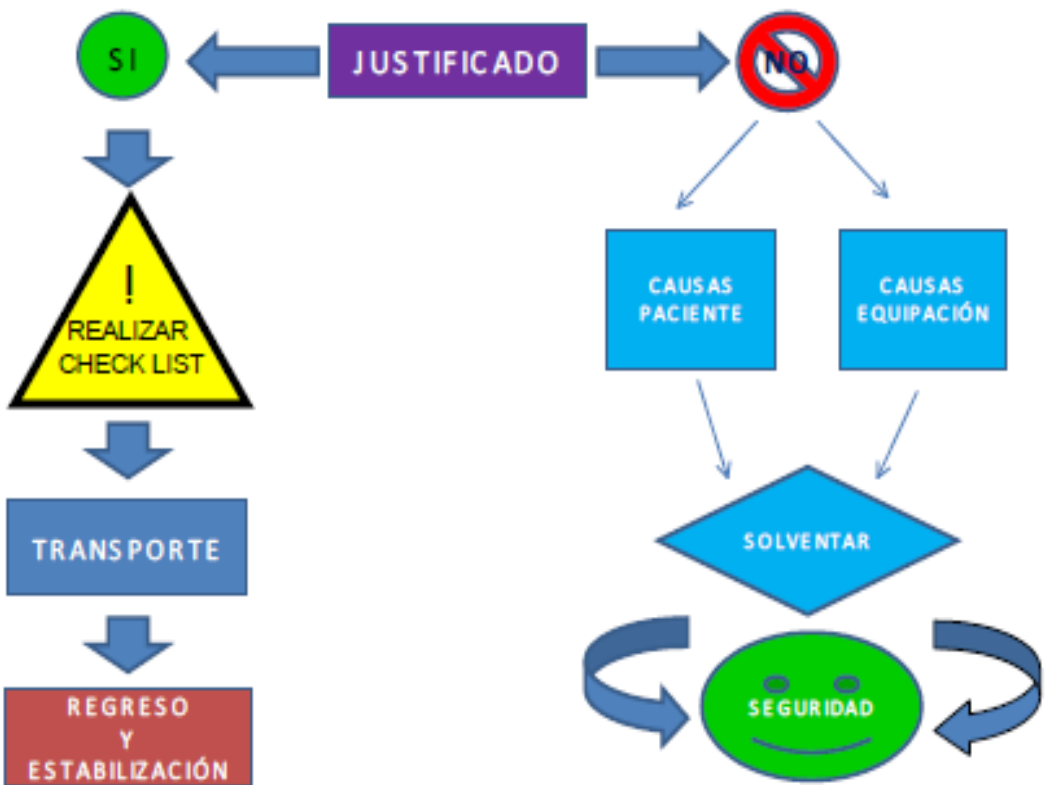 SI
JUSTIFICADO
NO
!
REALIZAR
CHECK LIST
CAUSAS
PACIENTE
CAUSAS
EQUIPACIÓN
TRANSPORTE
SOLVENTAR
REGRESO
Y
ESTABILIZACIÓN
SEGURIDAD